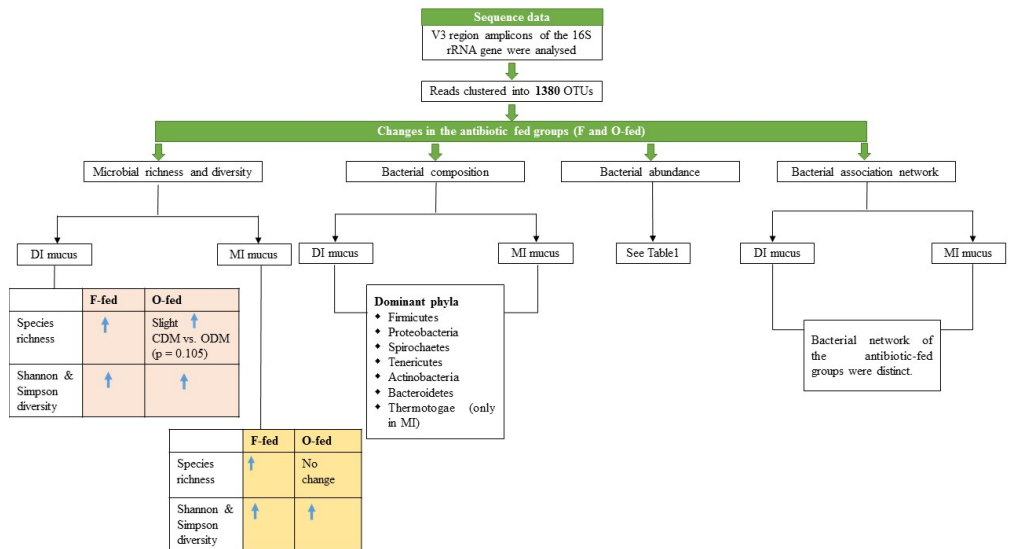 Sequence data
V3 region amplicons of the 16S
rRNA gene were analysed
Reads clustered into 1380 OTUs
Changes in the antibiotic fed groups (F and O-fed)
Microbial richness and diversity
Bacterial composition
Bacterial abundance
Bacterial association network
DI mucus
MI mucus
DI mucus
MI mucus
See Table1
DI mucus
MI mucus
F-fed
O-fed
Species
richness
Slight
CDM vs. ODM
(p = 0.105)
Shannon &
Simpson
diversity
Dominant phyla
Firmicutes
Proteobacteria
Spirochaetes
Tenericutes
Actinobacteria
Bacteroidetes
Thermotogae (only
in MI)
Bacterial network of
the antibiotic-fed
groups were distinct.
F-fed
O-fed
Species
richness
No
change
Shannon &
Simpson
diversity